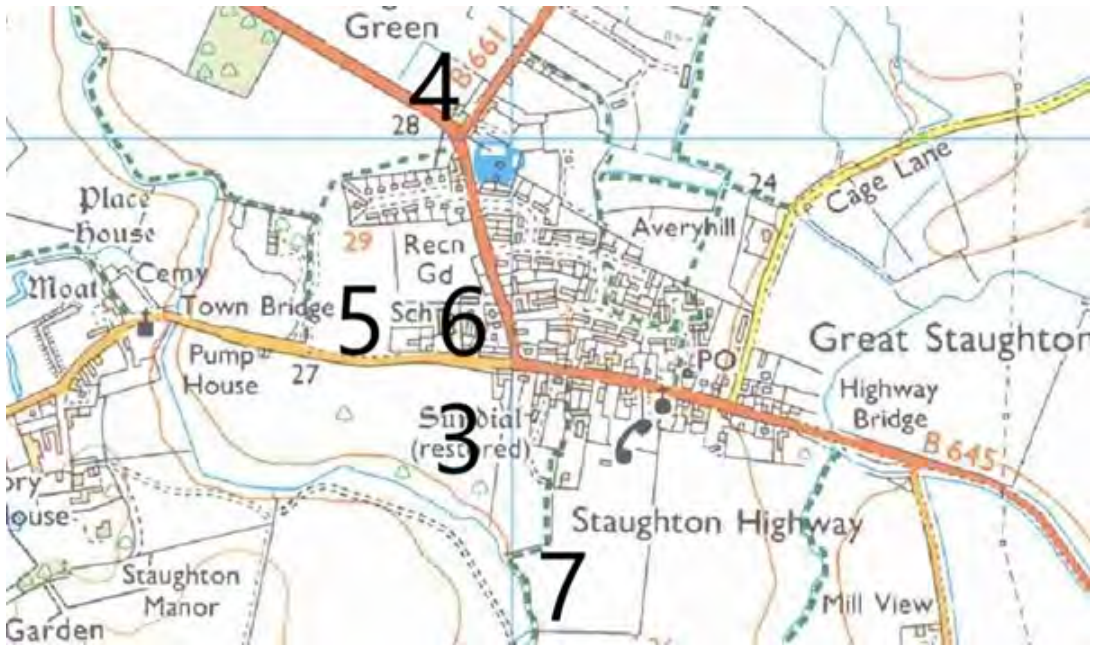 Green
B 661
4
28
Place
House
24
Cage Lane
Averyhill
29
Recn
Gd
Cemy
Moat
Town Bridge
5
Sch
6
Great Staughton
PO
Pump
House
27
Highway
Bridge
Sundial
(restored)
3
B 645
ory
ouse
Staughton Highway
7
Staughton
Manor
Mill View
Garden